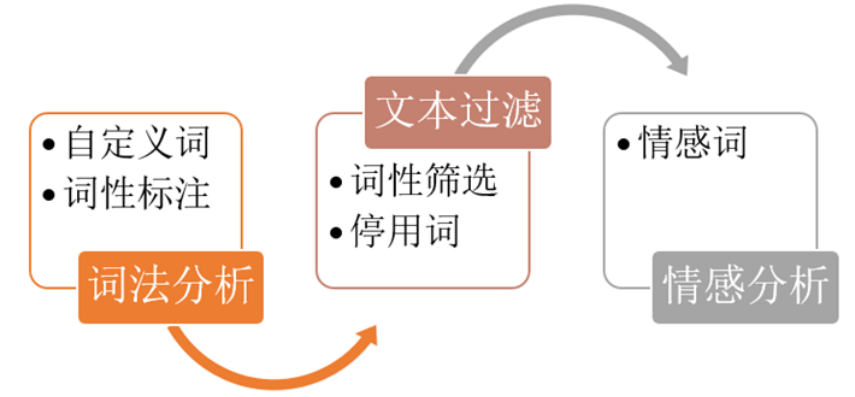 • 自定义词
• 词性标注
词法分析
文本过滤
• 词性筛选
• 停用词
• 情感词
情感分析